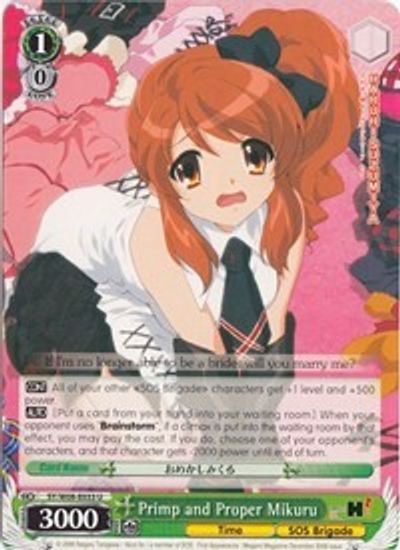 LEVEL
1
0
COST
If I'm no longer able to be a bride, will you marry me?
CONT All of your other «SOS Brigade» characters get +1 level and +500
power.
AUTO [Put a card from your hand into your waiting room] When your
opponent uses "Brainstorm", if a climax is put into the waiting room by that
effect, you may pay the cost. If you do, choose one of your opponent's
characters, and that character gets -2000 power until end of turn.
Card Name
おめかしみくる
3000
Primp and Proper Mikuru
Time
SOS Brigade